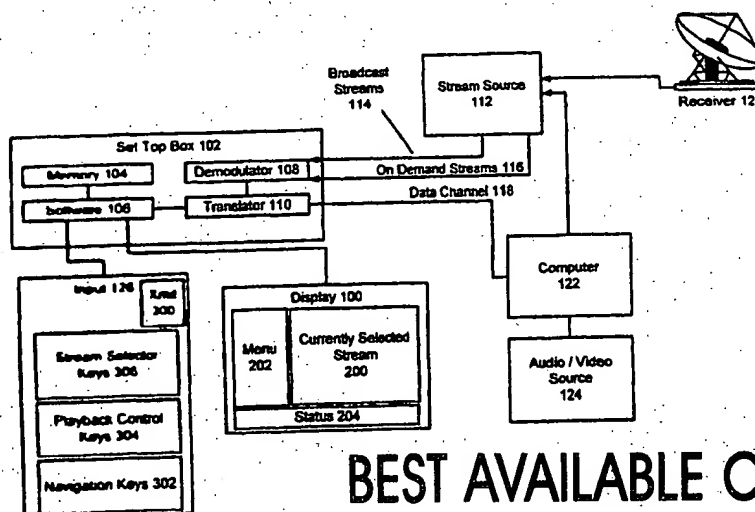 Broadcast
Streams
114
Stream Source
112
Receiver 12
Set Top Box 102
Memory 104
Demodulator 108
On Demand Streams 116
Software 106
Translator 110
Data Channel 118
Input 126
Xmit
300
Display 100
Computer
122
Stream Selector
Keys 306
Menu
202
Currently Selected
Stream
200
Audio / Video
Source
124
Playback Control
Keys 304
Status 204
Navigation Keys 302
BEST AVAILABLE C